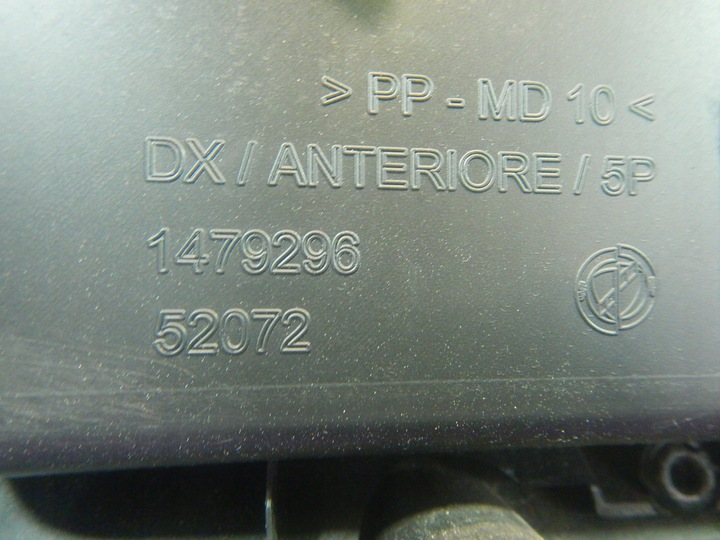 > PP - MD 10 <
DX / ANTERIORE / 5P
1479296
52072